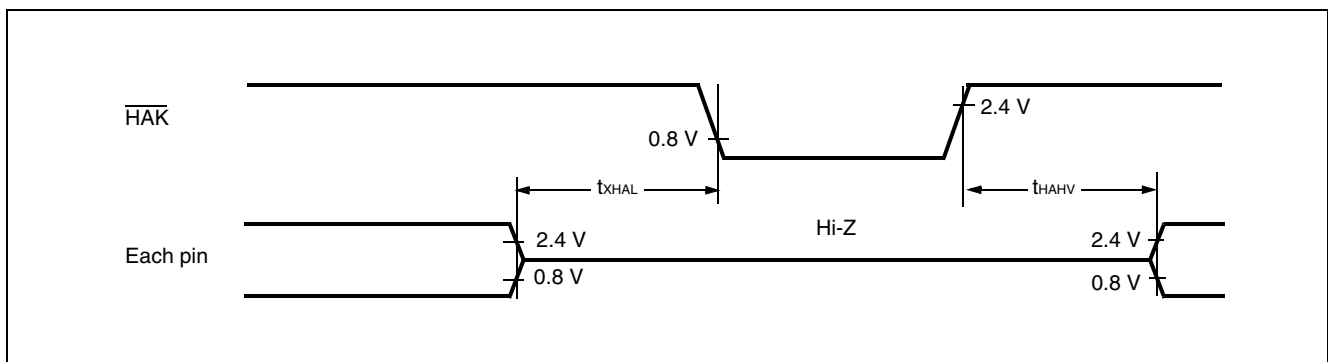 HAK
2.4 V
0.8 V
tXHAL
tHAHV
Hi-Z
Each pin
2.4 V
0.8 V
2.4 V
0.8 V